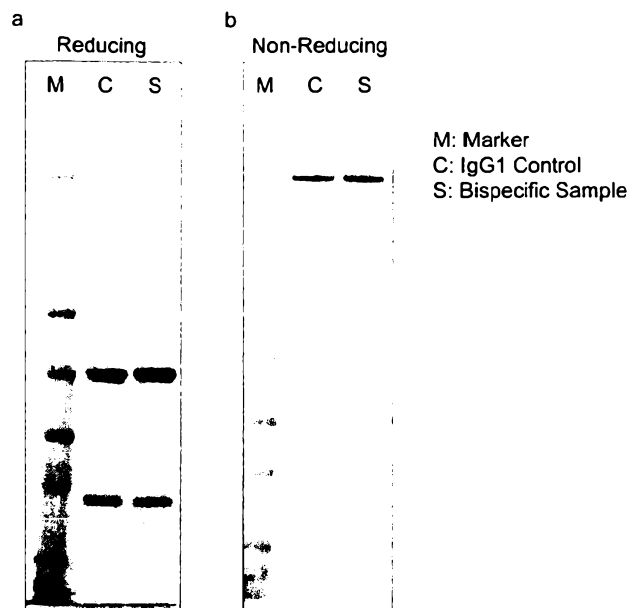 a
b
Reducing
Non-Reducing
M C S
M C S
M: Marker
C: IgG1 Control
S: Bispecific Sample